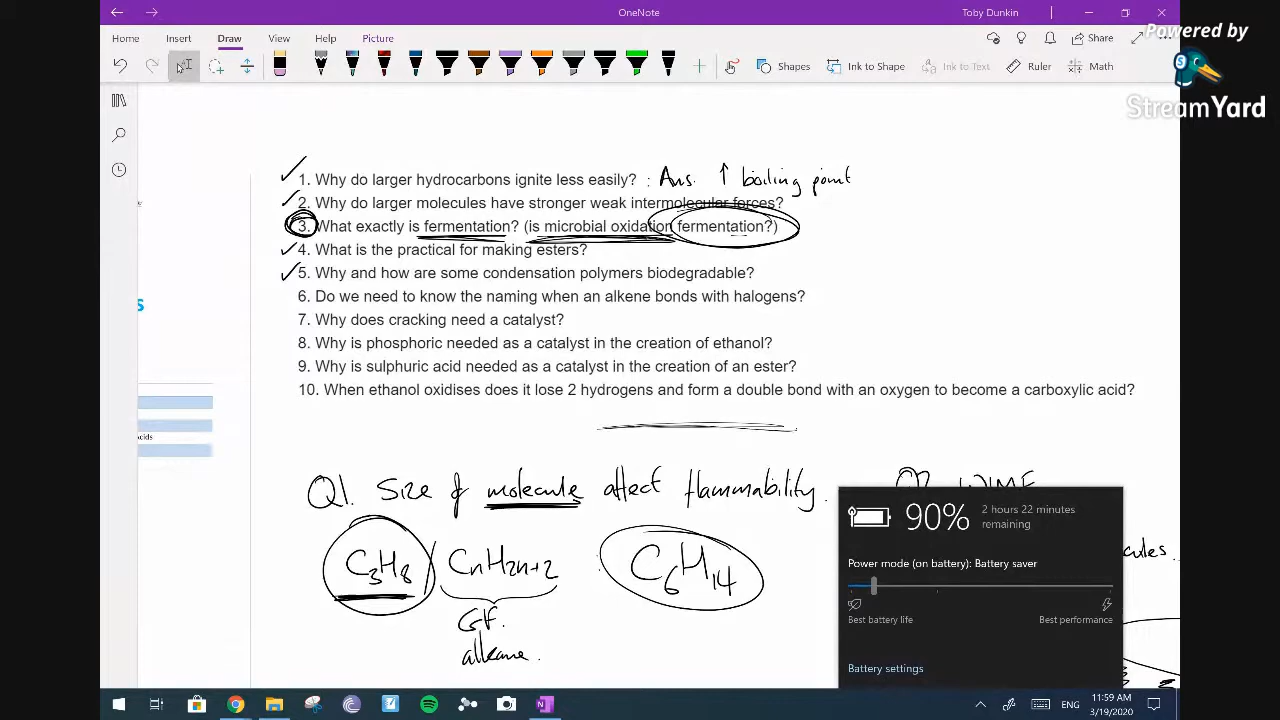 OneNote
Toby Dunkin
Powered by
StreamYard
Home Insert Draw View Help Picture
Share
Shapes Ink to Shape Ink to Text Ruler Math
1. Why do larger hydrocarbons ignite less easily? : Ans. ↑ boiling point
2. Why do larger molecules have stronger weak intermolecular forces?
3. What exactly is fermentation? (is microbial oxidation fermentation?)
4. What is the practical for making esters?
5. Why and how are some condensation polymers biodegradable?
6. Do we need to know the naming when an alkene bonds with halogens?
7. Why does cracking need a catalyst?
8. Why is phosphoric needed as a catalyst in the creation of ethanol?
9. Why is sulphuric acid needed as a catalyst in the creation of an ester?
10. When ethanol oxidises does it lose 2 hydrogens and form a double bond with an oxygen to become a carboxylic acid?
s
Acids
Q1. Size of molecule affect flammability.
C3H8 / CnH2n+2 C6H14
G.F.
alkane.
90% 2 hours 22 minutes
remaining
Power mode (on battery): Battery saver
Best battery life Best performance
Battery settings
ENG 11:59 AM
3/19/2020